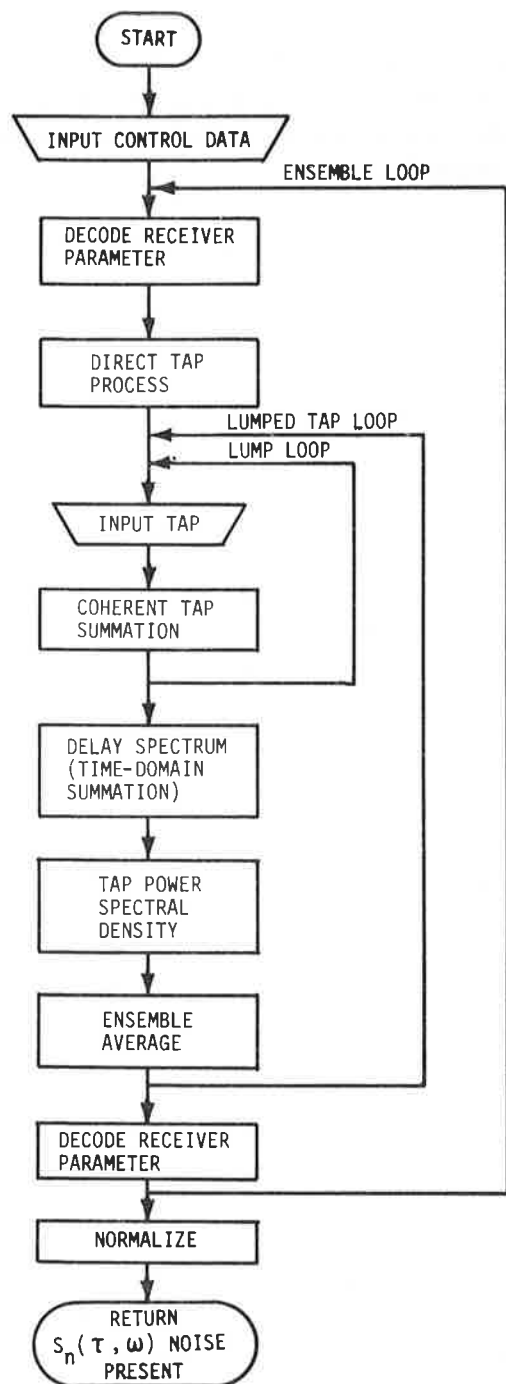 START
INPUT CONTROL DATA
ENSEMBLE LOOP
DECODE RECEIVER
PARAMETER
DIRECT TAP
PROCESS
LUMPED TAP LOOP
LUMP LOOP
INPUT TAP
COHERENT TAP
SUMMATION
DELAY SPECTRUM
(TIME-DOMAIN
SUMMATION)
TAP POWER
SPECTRAL
DENSITY
ENSEMBLE
AVERAGE
DECODE RECEIVER
PARAMETER
NORMALIZE
RETURN
Sn(τ,ω) NOISE
PRESENT